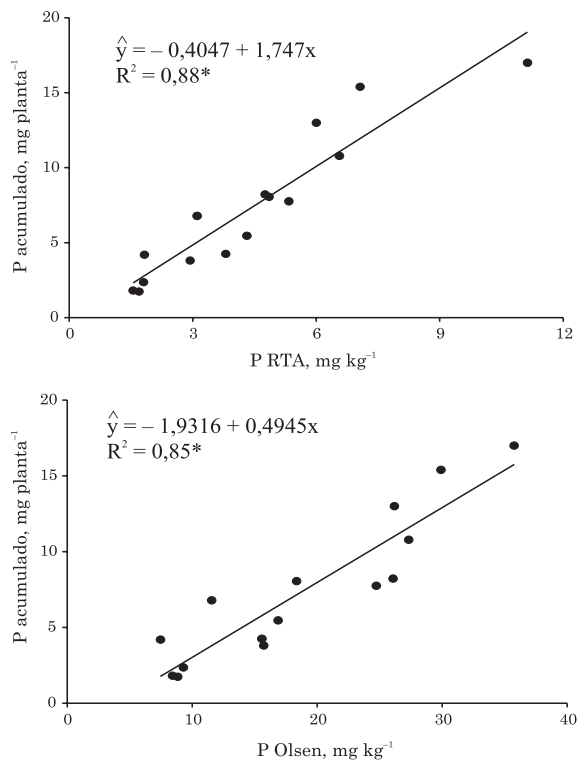 20
15
10
5
0
P acumulado, mg planta⁻¹
ŷ = – 0,4047 + 1,747x
R² = 0,88*
0 3 6 9 12
P RTA, mg kg⁻¹
20
15
10
5
0
P acumulado, mg planta⁻¹
ŷ = – 1,9316 + 0,4945x
R² = 0,85*
0 10 20 30 40
P Olsen, mg kg⁻¹